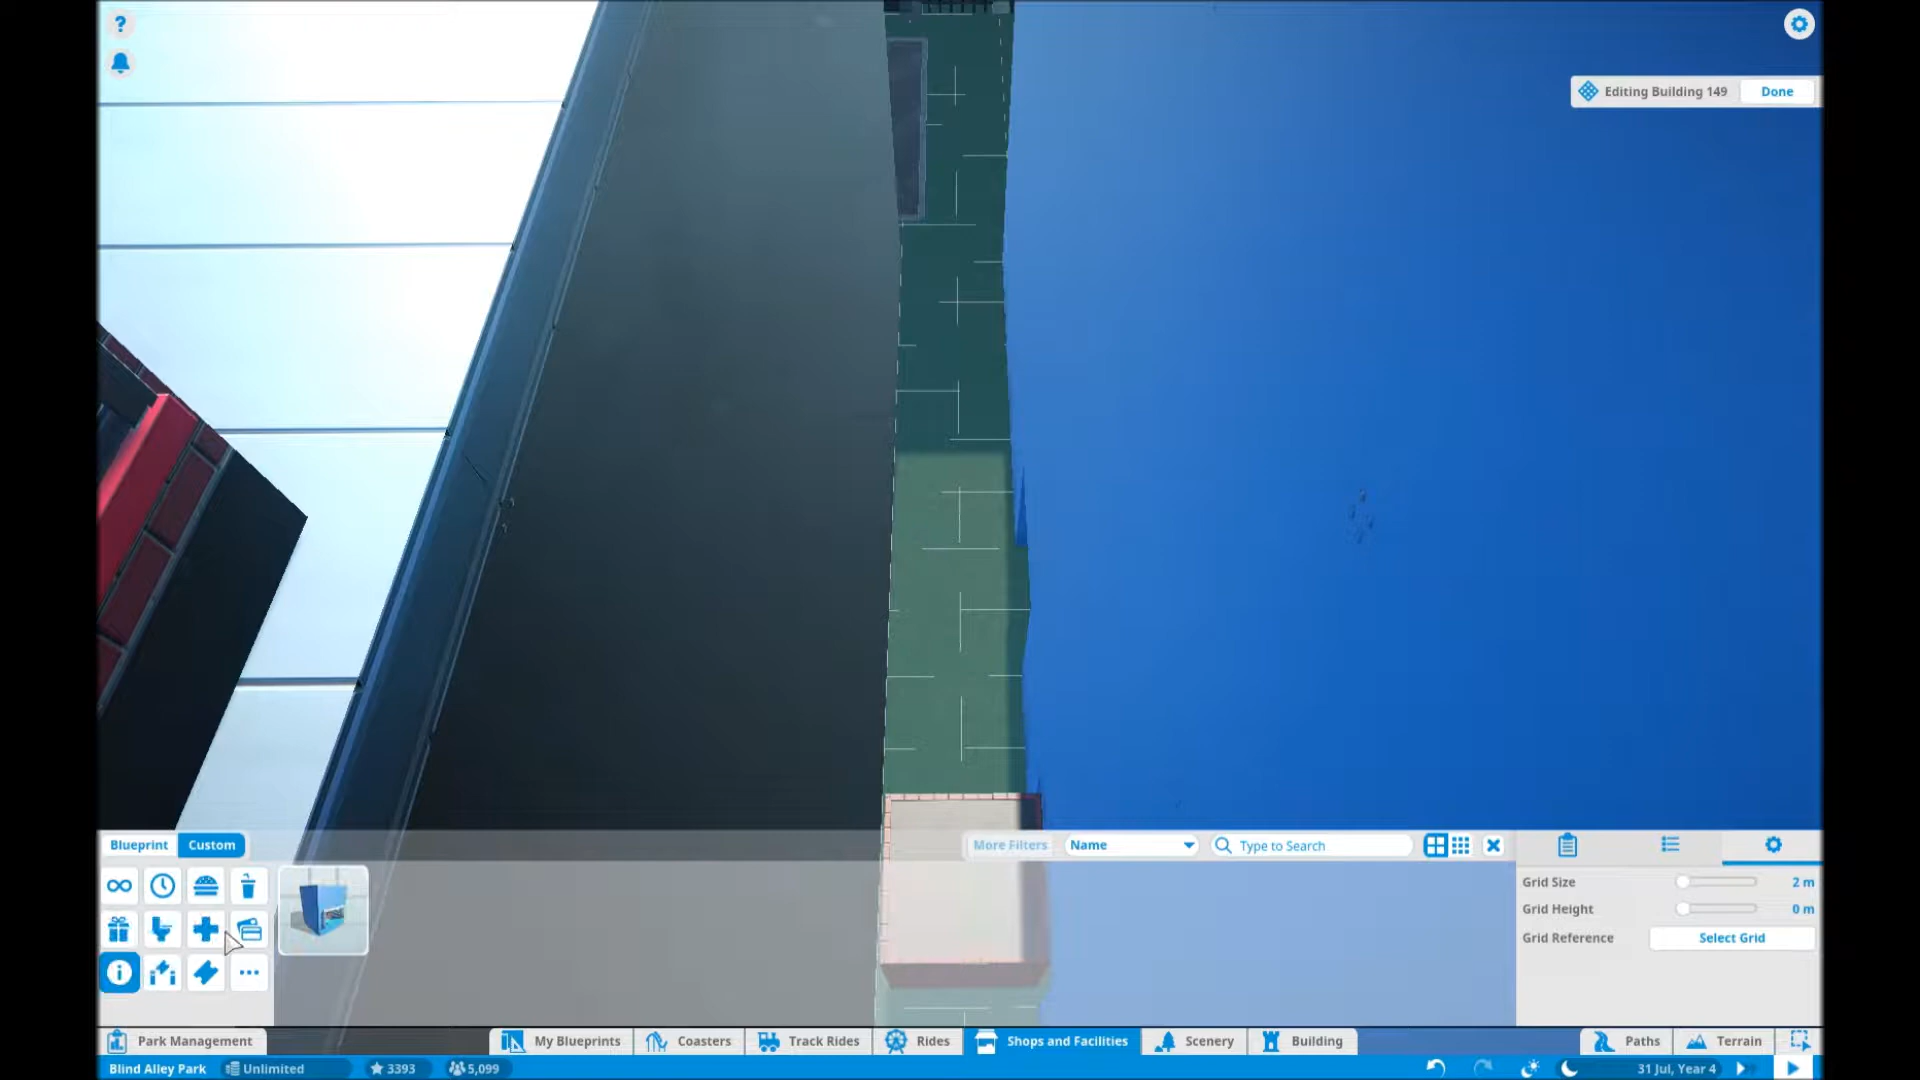 ?
Editing Building 149
Done
Blueprint
Custom
More Filters
Name
Type to Search
Grid Size
2 m
Grid Height
0 m
Grid Reference
Select Grid
Park Management
My Blueprints
Coasters
Track Rides
Rides
Shops and Facilities
Scenery
Building
Paths
Terrain
Blind Alley Park
Unlimited
3393
5,099
31 Jul, Year 4